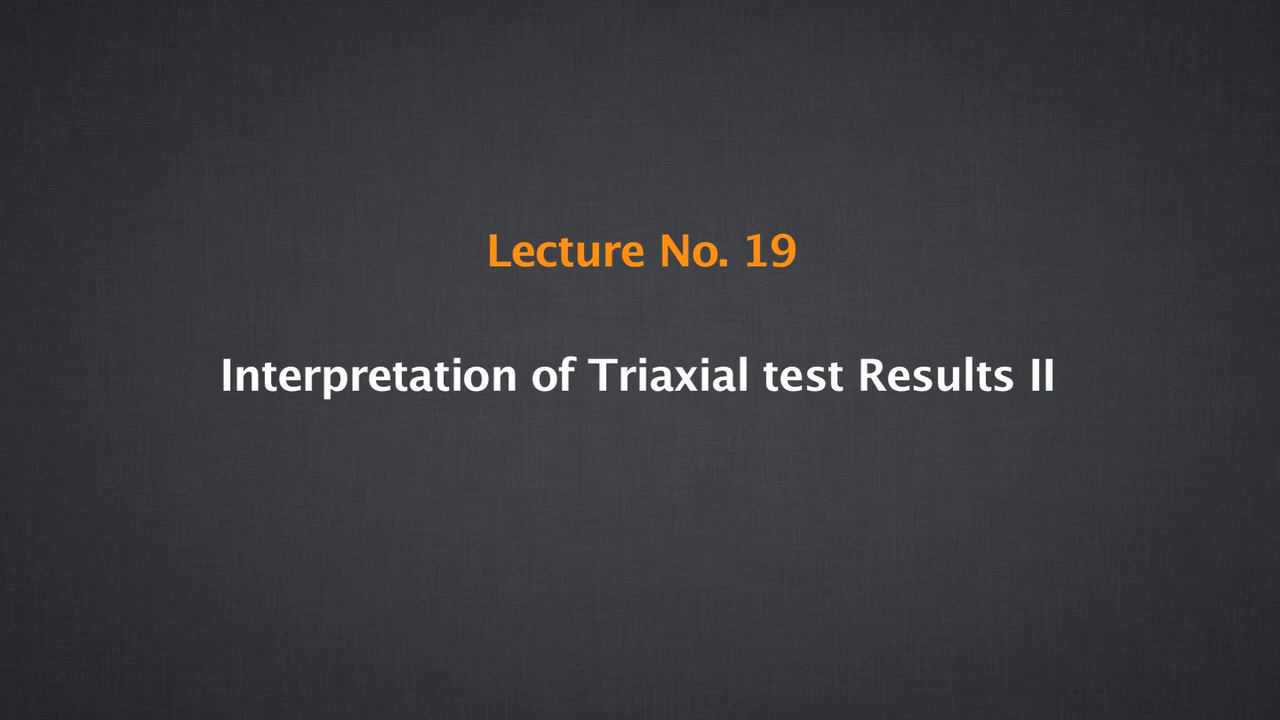 Lecture No. 19
Interpretation of Triaxial test Results II